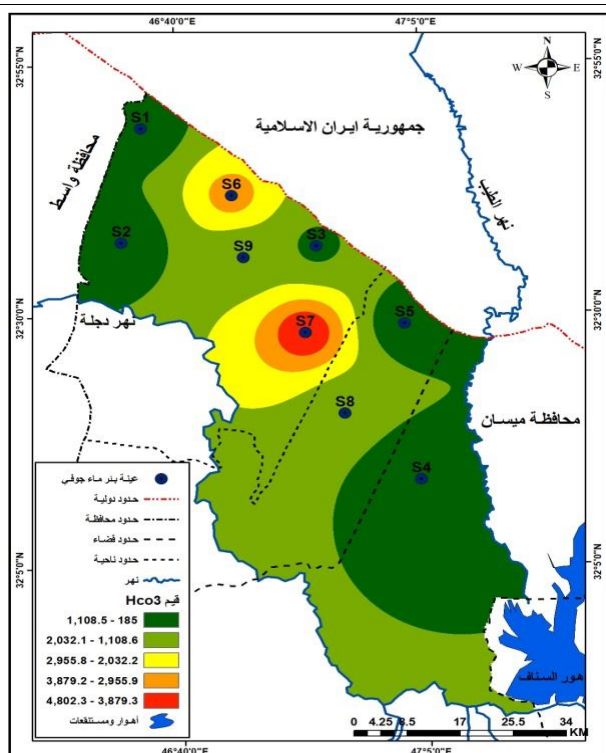 46°40'0"E
47°5'0"E
32°55'0"N
32°55'0"N
N
W
E
S
جمهورية ايران الاسلامية
محافظة واسط
نهر الطيب
S1
S6
S2
S9
S3
نهر دجلة
S5
S7
32°30'0"N
32°30'0"N
محافظة ميسان
S8
S4
32°5'0"N
32°5'0"N
عينة بئر ماء جوفي
حدود دولية
حدود محافظة
حدود قضاء
حدود ناحية
نهر
قيم Hco3
1,108.5 - 185
2,032.1 - 1,108.6
2,955.8 - 2,032.2
3,879.2 - 2,955.9
4,802.3 - 3,879.3
أهوار ومستنقعات
هور السناف
0 4.25 8.5 17 25.5 34
KM
46°40'0"E
47°5'0"E